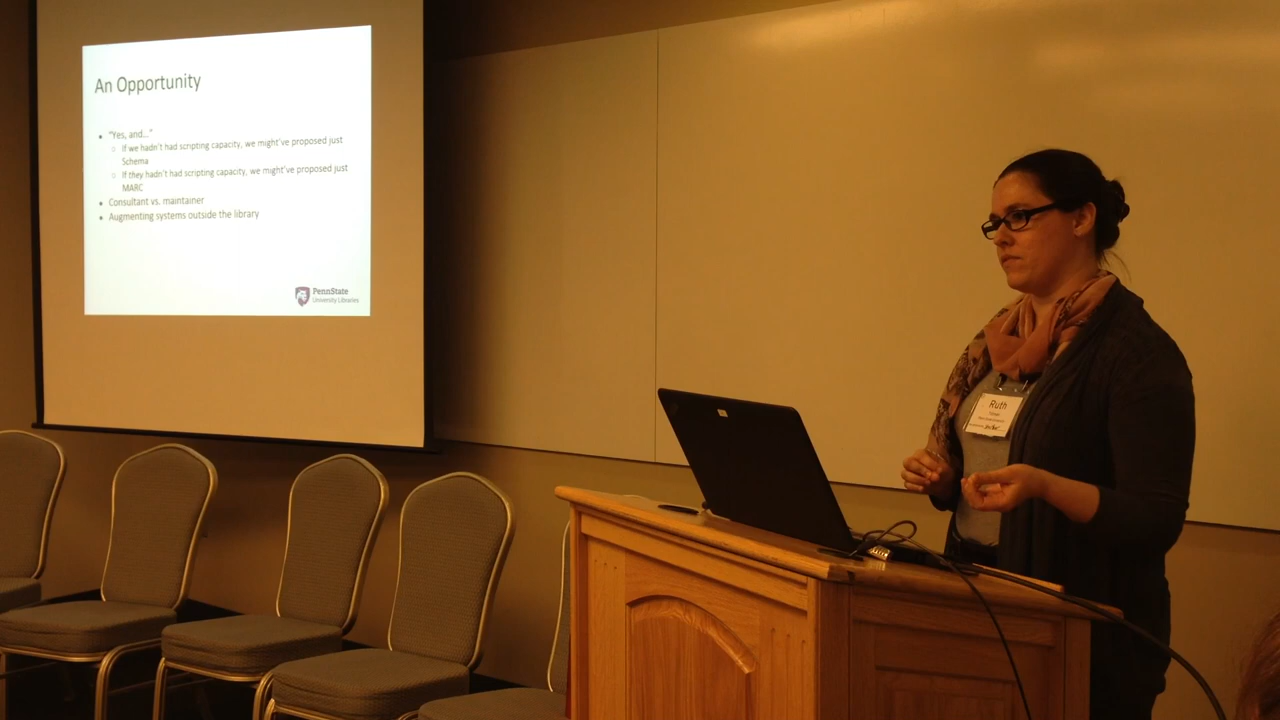 An Opportunity
● "Yes, and..."
○ If we hadn't had scripting capacity, we might've proposed just
Schema
○ If they hadn't had scripting capacity, we might've proposed just
MARC
● Consultant vs. maintainer
● Augmenting systems outside the library
PennState
University Libraries
Ruth